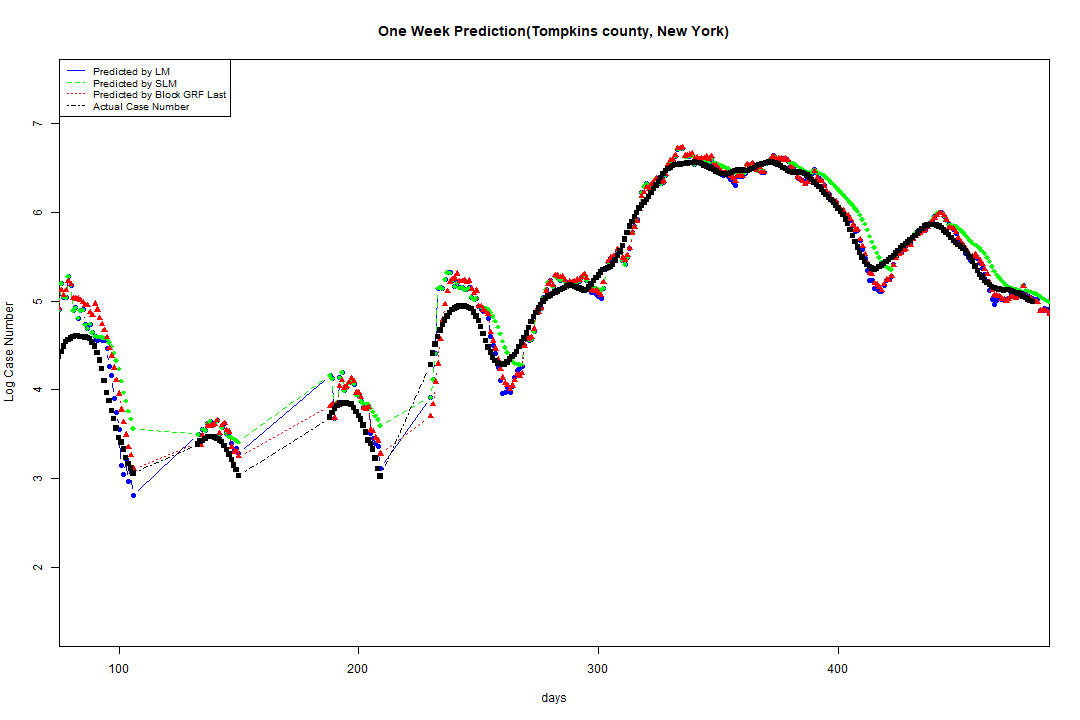 One Week Prediction(Tompkins county, New York)
Predicted by LM
Predicted by SLM
Predicted by Block GRF Last
Actual Case Number
Log Case Number
7
6
5
4
3
2
100 200 300 400
days